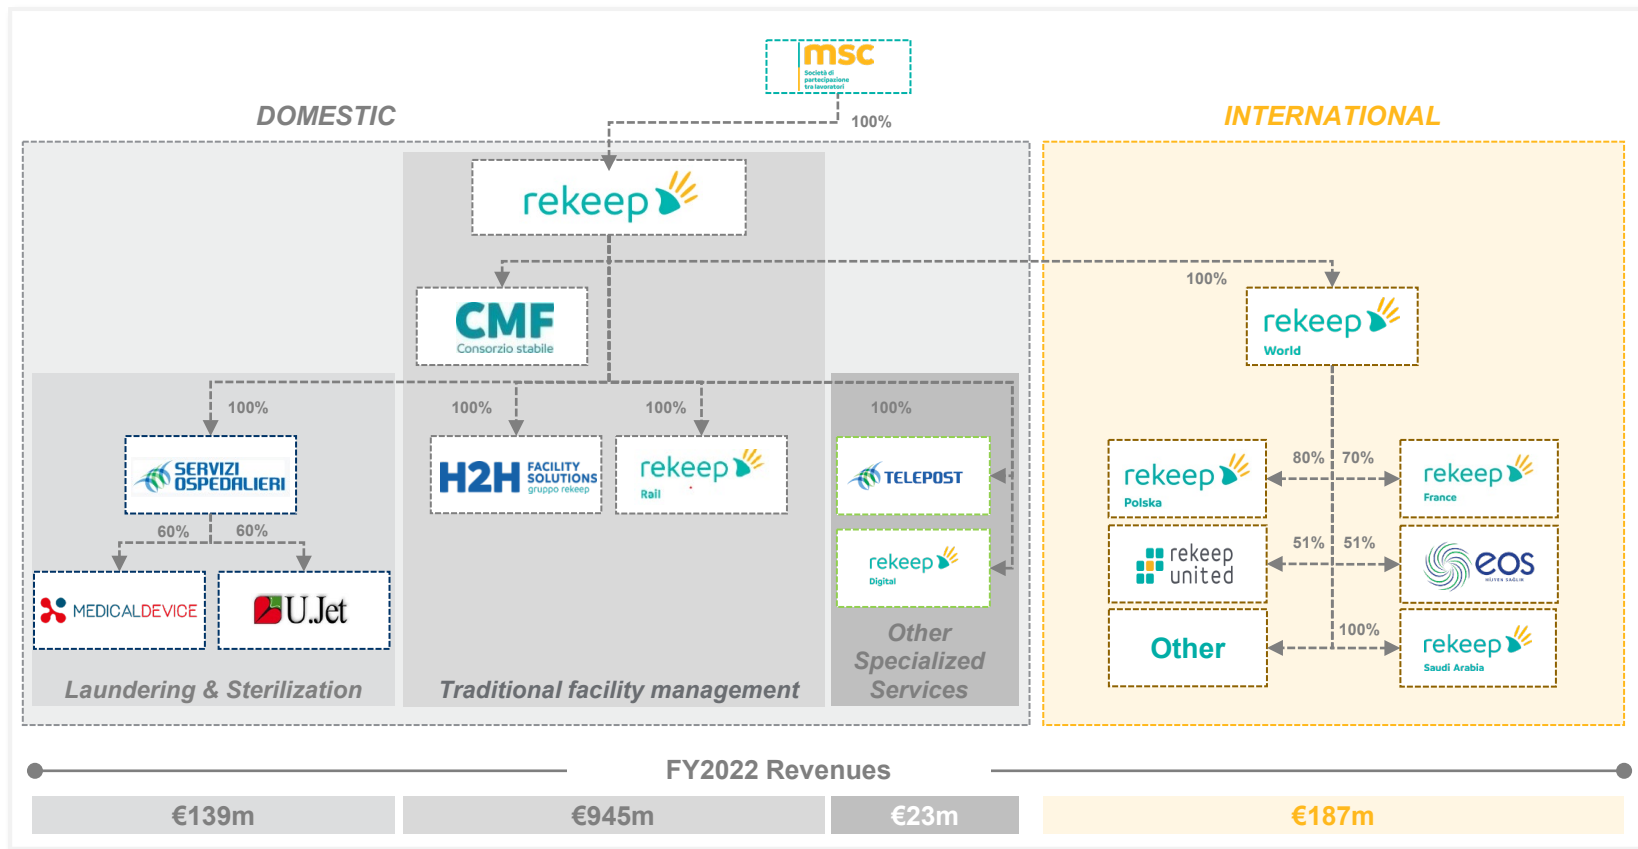 msc
Società di
partecipazione
tra lavoratori
DOMESTIC
INTERNATIONAL
100%
rekeep
100%
CMF
Consorzio stabile
rekeep
World
100%
100%
100%
100%
SERVIZI
OSPEDALIERI
H2H FACILITY
SOLUTIONS
gruppo rekeep
rekeep
Rail
TELEPOST
rekeep
Polska
80%
70%
rekeep
France
60%
60%
MEDICALDEVICE
U.Jet
rekeep
Digital
rekeep
united
51%
51%
eos
Other
Specialized
Services
Other
100%
rekeep
Saudi Arabia
Laundering & Sterilization
Traditional facility management
FY2022 Revenues
€139m
€945m
€23m
€187m